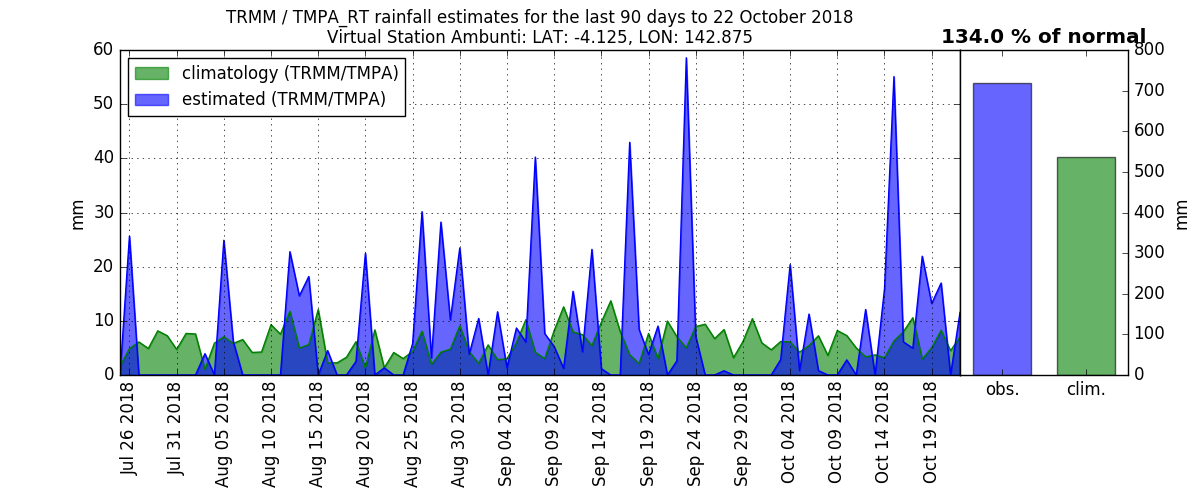 TRMM / TMPA_RT rainfall estimates for the last 90 days to 22 October 2018
Virtual Station Ambunti: LAT: -4.125, LON: 142.875
134.0 % of normal
climatology (TRMM/TMPA)
estimated (TRMM/TMPA)
60
50
40
30
20
10
0
mm
Jul 26 2018
Jul 31 2018
Aug 05 2018
Aug 10 2018
Aug 15 2018
Aug 20 2018
Aug 25 2018
Aug 30 2018
Sep 04 2018
Sep 09 2018
Sep 14 2018
Sep 19 2018
Sep 24 2018
Sep 29 2018
Oct 04 2018
Oct 09 2018
Oct 14 2018
Oct 19 2018
800
700
600
500
400
300
200
100
0
mm
obs.
clim.